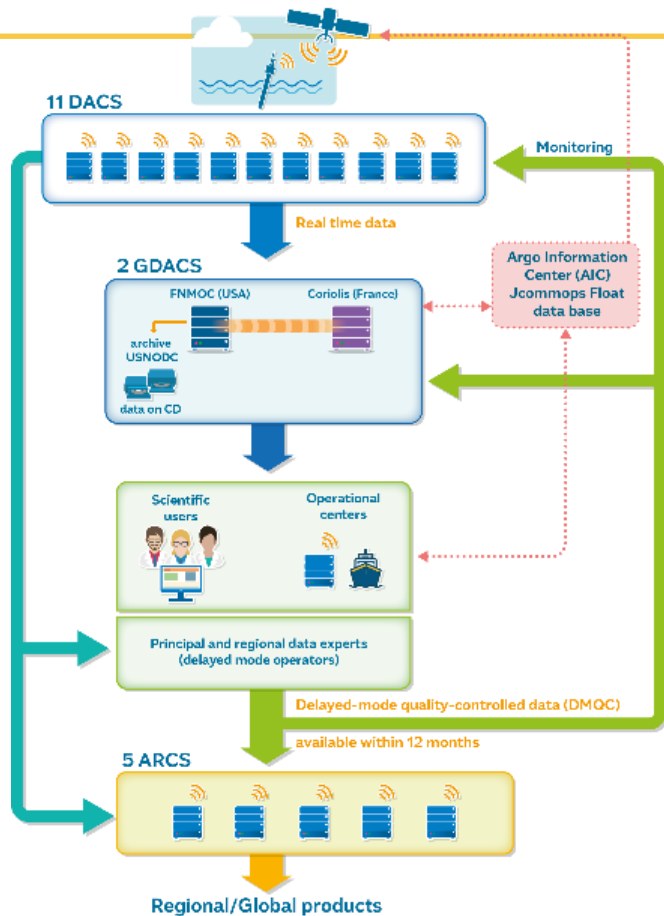 11 DACS
Monitoring
Real time data
2 GDACS
Argo Information
Center (AIC)
Jcommops Float
data base
FNMOC (USA)
Coriolis (France)
archive
USNODC
data on CD
Scientific
users
Operational
centers
Principal and regional data experts
(delayed mode operators)
Delayed-mode quality-controlled data (DMQC)
available within 12 months
5 ARCS
Regional/Global products